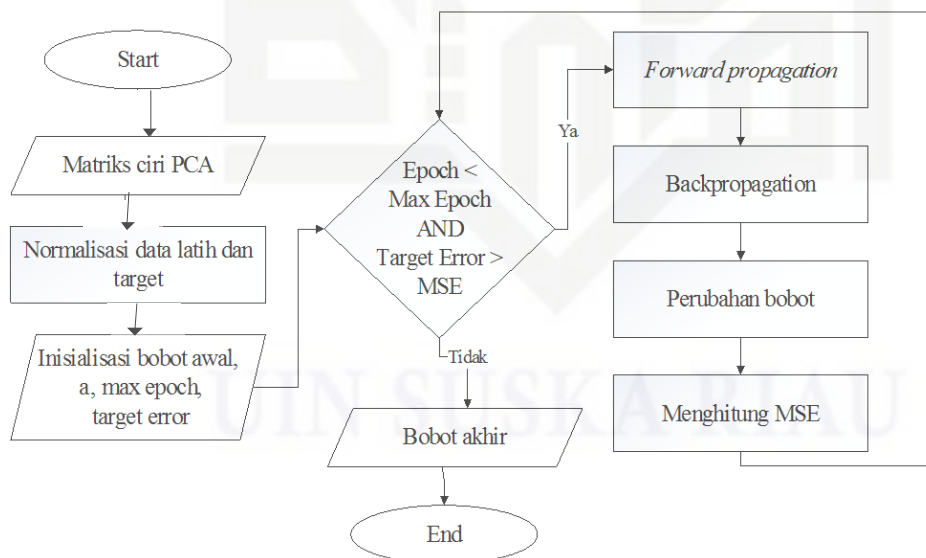 Start
Matriks ciri PCA
Normalisasi data latih dan
target
Inisialisasi bobot awal,
a, max epoch,
target error
Epoch <
Max Epoch
AND
Target Error >
MSE
Ya
Tidak
Forward propagation
Backpropagation
Perubahan bobot
Menghitung MSE
Bobot akhir
End
UIN SUSKA RIAU